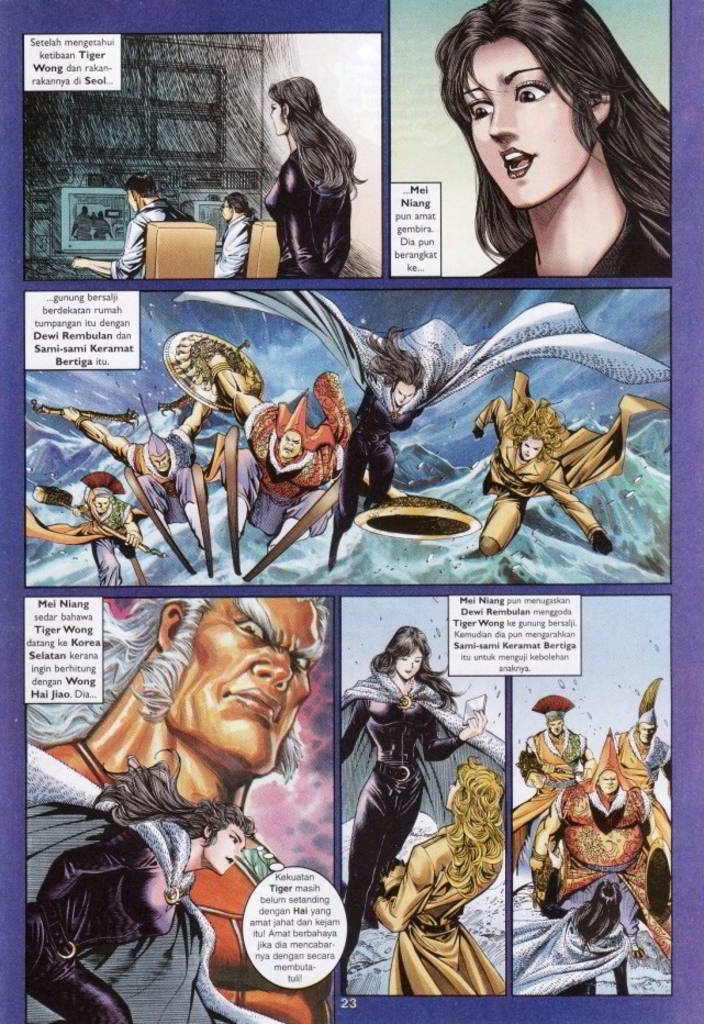 Setelah mengetahui
ketibaan Tiger
Wong dan rakan-
rakannya di Seol...
...Mei
Niang
pun amat
gembira.
Dia pun
berangkat
ke...
...gunung bersalji
berdekatan rumah
tumpangan itu dengan
Dewi Rembulan dan
Sami-sami Keramat
Bertiga itu.
Mei Niang
sedar bahawa
Tiger Wong
datang ke Korea
Selatan kerana
ingin berhitung
dengan Wong
Hai Jiao. Dia...
Kekuatan
Tiger masih
belum setanding
dengan Hai yang
amat jahat dan kejam
itu! Amat berbahaya
jika dia mencabar-
nya dengan secara
membuta-
tuli!
Mei Niang pun menugaskan
Dewi Rembulan menggoda
Tiger Wong ke gunung bersalji.
Kemudian dia pun mengarahkan
Sami-sami Keramat Bertiga
itu untuk menguji kebolehan
anaknya.
23